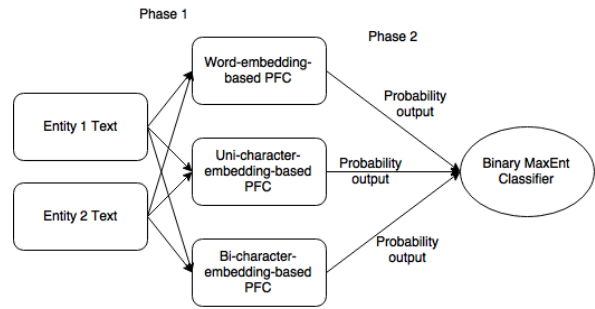 Phase 1
Phase 2
Word-embedding-
based PFC
Entity 1 Text
Probability
output
Uni-character-
embedding-based
PFC
Probability
output
Binary MaxEnt
Classifier
Entity 2 Text
Bi-character-
embedding-based
PFC
Probability
output